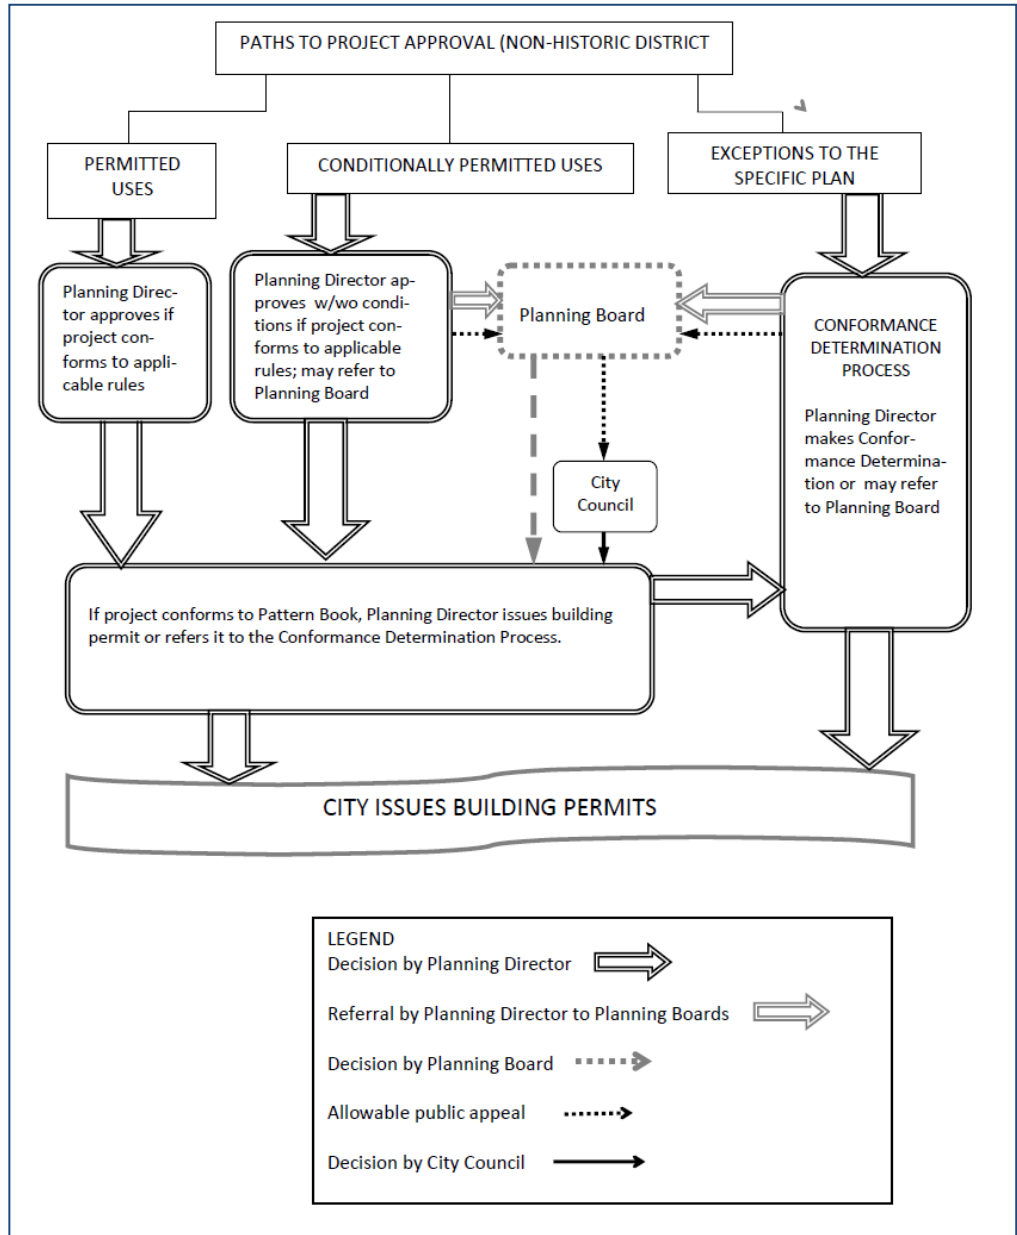 PATHS TO PROJECT APPROVAL (NON-HISTORIC DISTRICT
PERMITTED
USES
CONDITIONALLY PERMITTED USES
EXCEPTIONS TO THE
SPECIFIC PLAN
Planning Direc-
tor approves if
project con-
forms to appli-
cable rules
Planning Director ap-
proves w/wo condi-
tions if project con-
forms to applicable
rules; may refer to
Planning Board
Planning Board
CONFORMANCE
DETERMINATION
PROCESS
Planning Director
makes Confor-
mance Determina-
tion or may refer
to Planning Board
City
Council
If project conforms to Pattern Book, Planning Director issues building
permit or refers it to the Conformance Determination Process.
CITY ISSUES BUILDING PERMITS
LEGEND
Decision by Planning Director
Referral by Planning Director to Planning Boards
Decision by Planning Board
Allowable public appeal
Decision by City Council